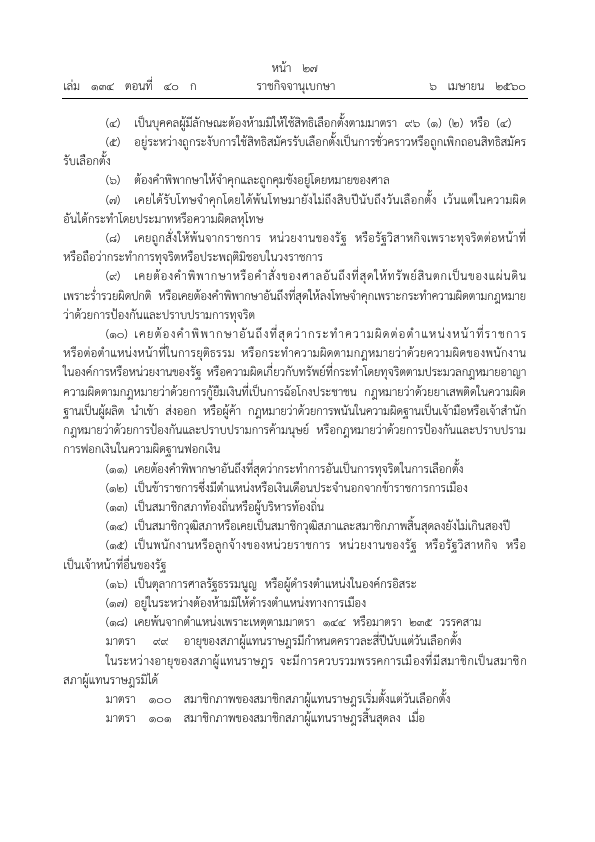 หน้า ๒๗
เล่ม ๑๓๔ ตอนที่ ๔๐ ก ราชกิจจานุเบกษา ๖ เมษายน ๒๕๖๐
(๔) เป็นบุคคลผู้มีลักษณะต้องห้ามมิให้ใช้สิทธิเลือกตั้งตามมาตรา ๙๖ (๑) (๒) หรือ (๔)
(๕) อยู่ระหว่างถูกระงับการใช้สิทธิสมัครรับเลือกตั้งเป็นการชั่วคราวหรือถูกเพิกถอนสิทธิสมัคร
รับเลือกตั้ง
(๖) ต้องคำพิพากษาให้จำคุกและถูกคุมขังอยู่โดยหมายของศาล
(๗) เคยได้รับโทษจำคุกโดยได้พ้นโทษมายังไม่ถึงสิบปีนับถึงวันเลือกตั้ง เว้นแต่ในความผิด
อันได้กระทำโดยประมาทหรือความผิดลหุโทษ
(๘) เคยถูกสั่งให้พ้นจากราชการ หน่วยงานของรัฐ หรือรัฐวิสาหกิจเพราะทุจริตต่อหน้าที่
หรือถือว่ากระทำการทุจริตหรือประพฤติมิชอบในวงราชการ
(๙) เคยต้องคำพิพากษาหรือคำสั่งของศาลอันถึงที่สุดให้ทรัพย์สินตกเป็นของแผ่นดิน
เพราะร่ำรวยผิดปกติ หรือเคยต้องคำพิพากษาอันถึงที่สุดให้ลงโทษจำคุกเพราะกระทำความผิดตามกฎหมาย
ว่าด้วยการป้องกันและปราบปรามการทุจริต
(๑๐) เคยต้องคำพิพากษาอันถึงที่สุดว่ากระทำความผิดต่อตำแหน่งหน้าที่ราชการ
หรือต่อตำแหน่งหน้าที่ในการยุติธรรม หรือกระทำความผิดตามกฎหมายว่าด้วยความผิดของพนักงาน
ในองค์การหรือหน่วยงานของรัฐ หรือความผิดเกี่ยวกับทรัพย์ที่กระทำโดยทุจริตตามประมวลกฎหมายอาญา
ความผิดตามกฎหมายว่าด้วยการกู้ยืมเงินที่เป็นการฉ้อโกงประชาชน กฎหมายว่าด้วยยาเสพติดในความผิด
ฐานเป็นผู้ผลิต นำเข้า ส่งออก หรือผู้ค้า กฎหมายว่าด้วยการพนันในความผิดฐานเป็นเจ้ามือหรือเจ้าสำนัก
กฎหมายว่าด้วยการป้องกันและปราบปรามการค้ามนุษย์ หรือกฎหมายว่าด้วยการป้องกันและปราบปราม
การฟอกเงินในความผิดฐานฟอกเงิน
(๑๑) เคยต้องคำพิพากษาอันถึงที่สุดว่ากระทำการอันเป็นการทุจริตในการเลือกตั้ง
(๑๒) เป็นข้าราชการซึ่งมีตำแหน่งหรือเงินเดือนประจำนอกจากข้าราชการการเมือง
(๑๓) เป็นสมาชิกสภาท้องถิ่นหรือผู้บริหารท้องถิ่น
(๑๔) เป็นสมาชิกวุฒิสภาหรือเคยเป็นสมาชิกวุฒิสภาและสมาชิกภาพสิ้นสุดลงยังไม่เกินสองปี
(๑๕) เป็นพนักงานหรือลูกจ้างของหน่วยราชการ หน่วยงานของรัฐ หรือรัฐวิสาหกิจ หรือ
เป็นเจ้าหน้าที่อื่นของรัฐ
(๑๖) เป็นตุลาการศาลรัฐธรรมนูญ หรือผู้ดำรงตำแหน่งในองค์กรอิสระ
(๑๗) อยู่ในระหว่างต้องห้ามมิให้ดำรงตำแหน่งทางการเมือง
(๑๘) เคยพ้นจากตำแหน่งเพราะเหตุตามมาตรา ๑๔๔ หรือมาตรา ๒๓๕ วรรคสาม
มาตรา ๙๙ อายุของสภาผู้แทนราษฎรมีกำหนดคราวละสี่ปีนับแต่วันเลือกตั้ง
ในระหว่างอายุของสภาผู้แทนราษฎร จะมีการควบรวมพรรคการเมืองที่มีสมาชิกเป็นสมาชิก
สภาผู้แทนราษฎรมิได้
มาตรา ๑๐๐ สมาชิกภาพของสมาชิกสภาผู้แทนราษฎรเริ่มตั้งแต่วันเลือกตั้ง
มาตรา ๑๐๑ สมาชิกภาพของสมาชิกสภาผู้แทนราษฎรสิ้นสุดลง เมื่อ